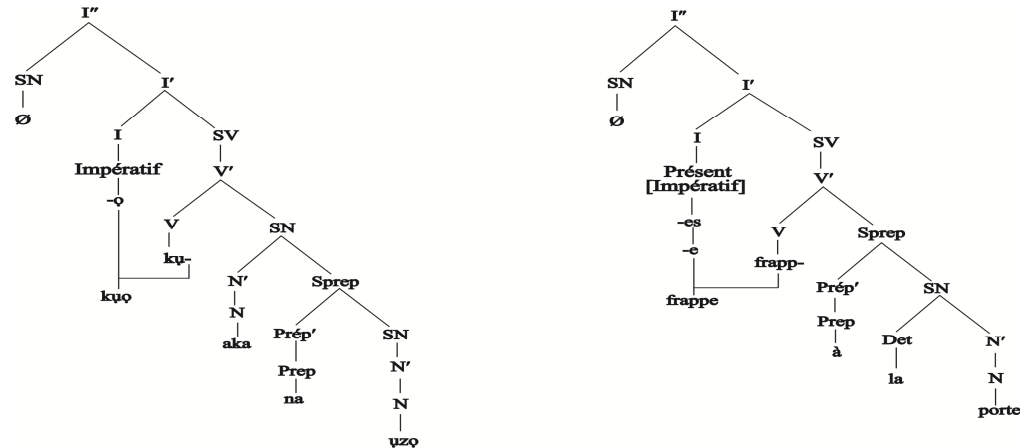 I″
SN
I′
Ø
I
SV
Impératif
V′
-ọ
V
SN
kụ-
N′
Sprep
kụọ
N
Prép′
SN
aka
Prep
N′
na
N
ụzọ
I″
SN
I′
Ø
I
SV
Présent
[Impératif]
V′
-es
V
Sprep
-e
frapp-
frappe
Prép′
SN
Prep
Det
N′
à
la
N
porte